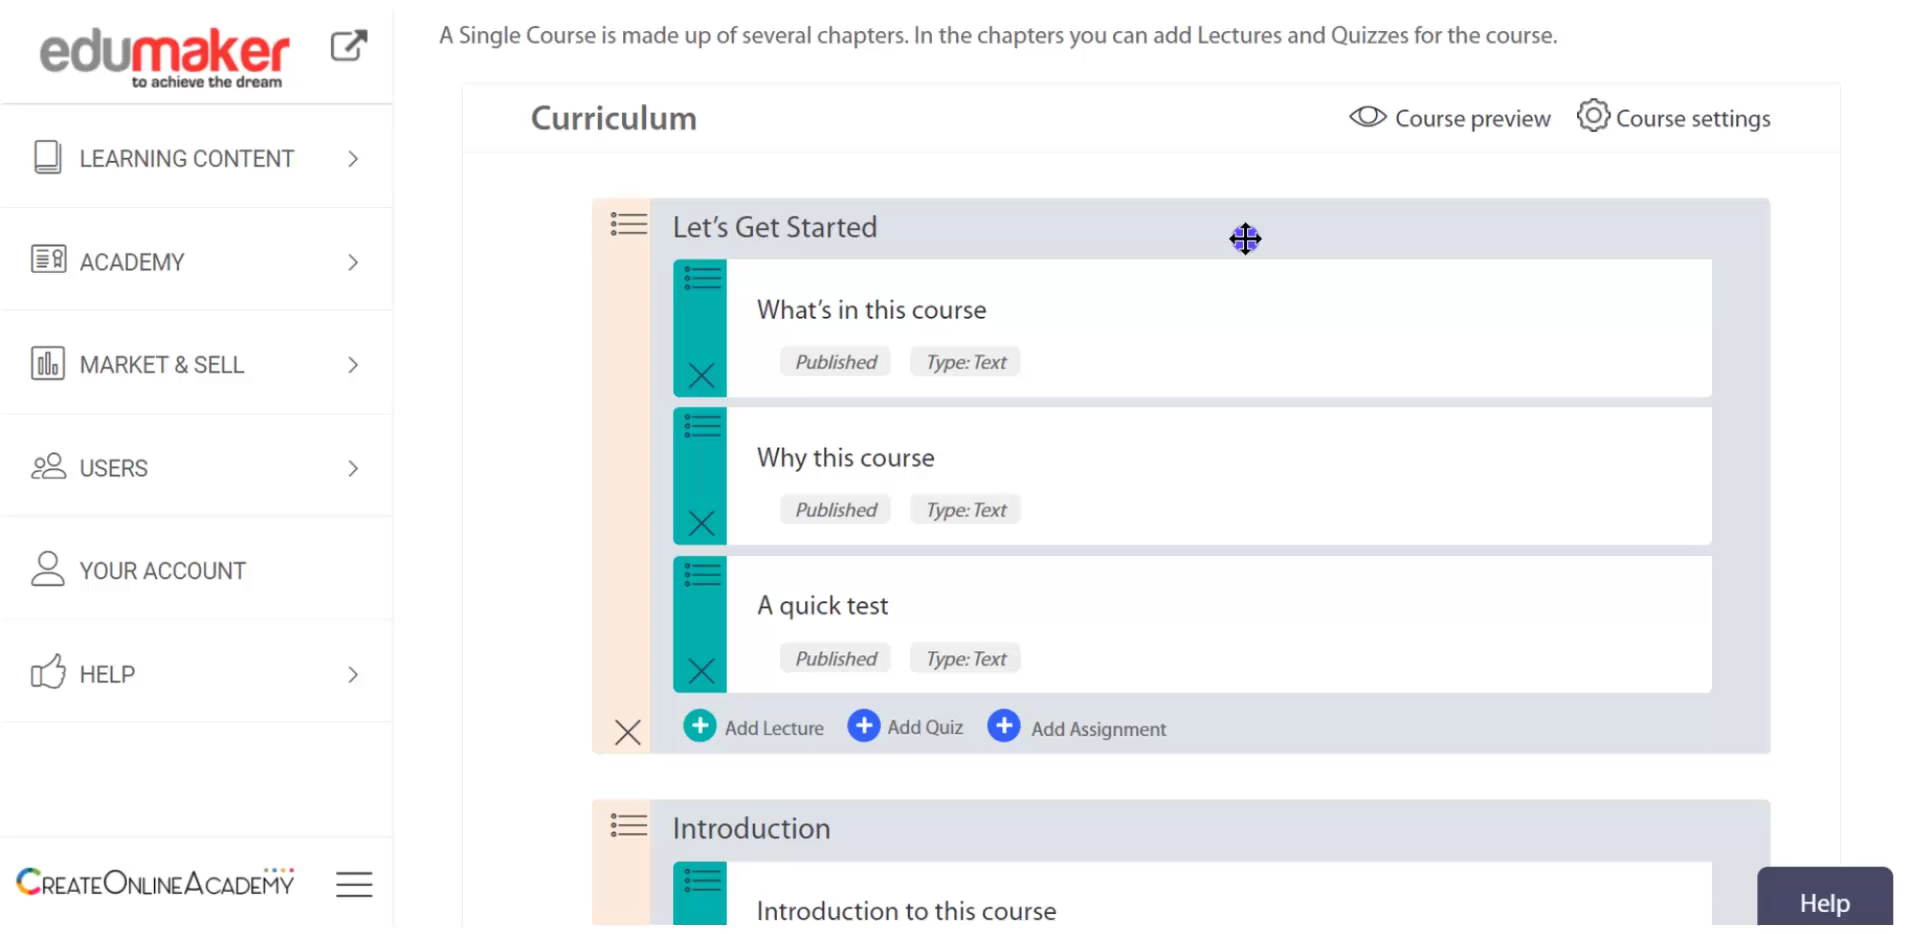 edumaker
to achieve the dream
LEARNING CONTENT
ACADEMY
MARKET & SELL
USERS
YOUR ACCOUNT
HELP
CREATEONLINEACADEMY
A Single Course is made up of several chapters. In the chapters you can add Lectures and Quizzes for the course.
Curriculum
Course preview
Course settings
Let’s Get Started
What’s in this course
Published Type: Text
Why this course
Published Type: Text
A quick test
Published Type: Text
Add Lecture Add Quiz Add Assignment
Introduction
Introduction to this course
Help